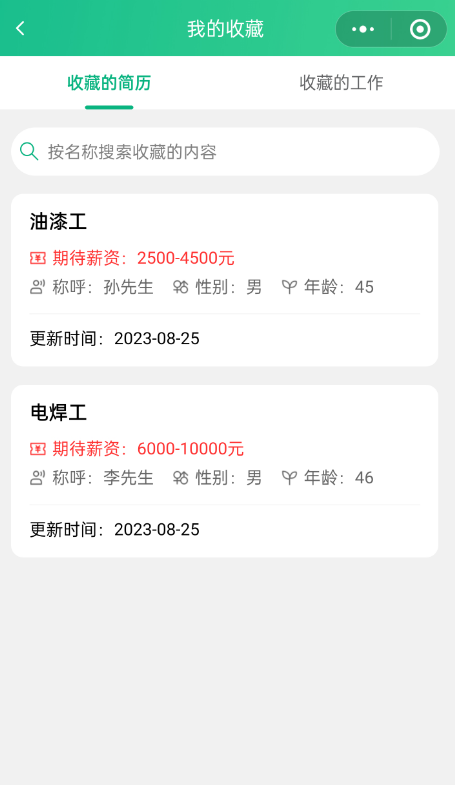 我的收藏
收藏的简历 收藏的工作
按名称搜索收藏的内容
油漆工
期待薪资：2500-4500元
称呼：孙先生 性别：男 年龄：45
更新时间：2023-08-25
电焊工
期待薪资：6000-10000元
称呼：李先生 性别：男 年龄：46
更新时间：2023-08-25